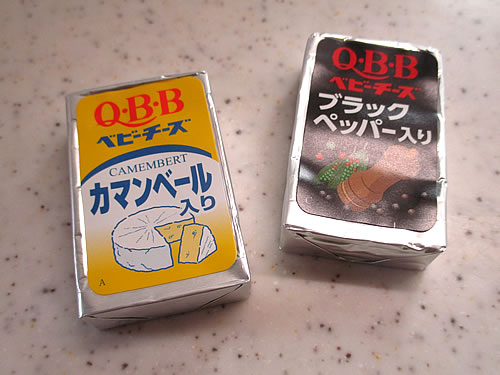 Q·B·B
ベビーチーズ
CAMEMBERT
カマンベール
入り
A
Q·B·B
ベビーチーズ
ブラック
ペッパー入り